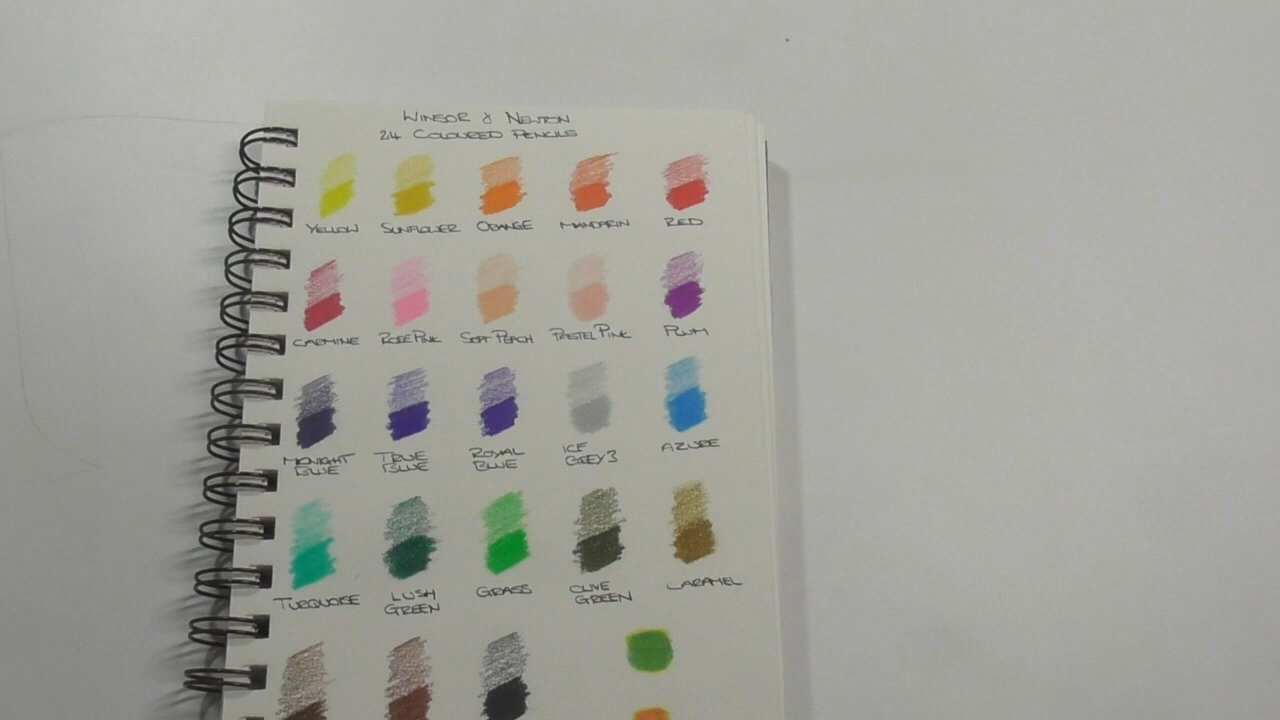 WINSOR & NEWTON
24 COLOURED PENCILS
YELLOW SUNFLOWER ORANGE MANDARIN RED
CARMINE ROSE PINK SOFT PEACH PASTEL PINK PLUM
MIDNIGHT BLUE TRUE BLUE ROYAL BLUE ICE GREY 3 AZURE
TURQUOISE LUSH GREEN GRASS OLIVE GREEN CARAMEL